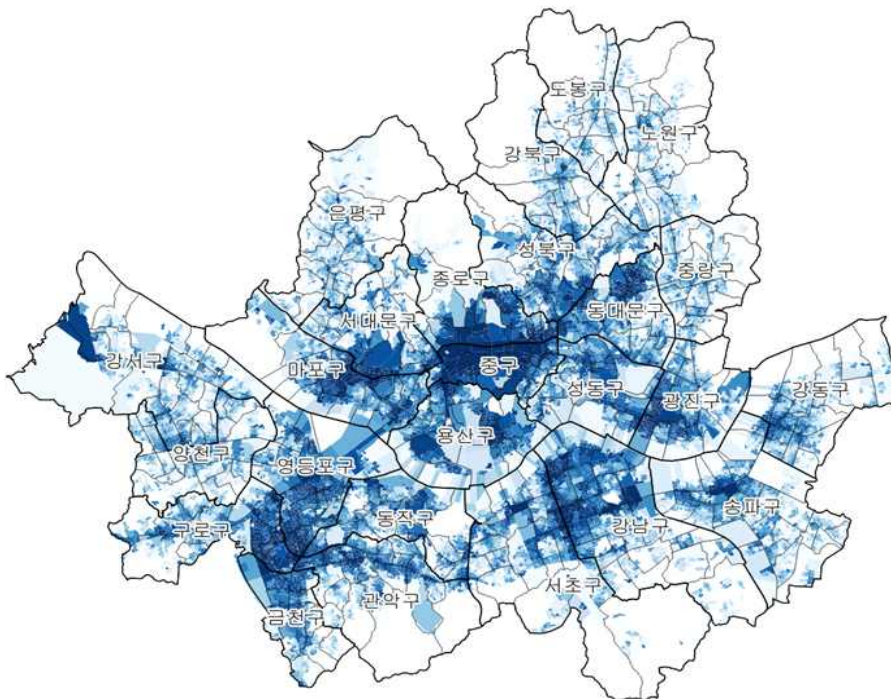 도봉구
노원구
강북구
은평구
성북구
중랑구
종로구
동대문구
서대문구
강서구
마포구
중구
성동구
광진구
강동구
용산구
양천구
영등포구
동작구
송파구
구로구
강남구
서초구
관악구
금천구